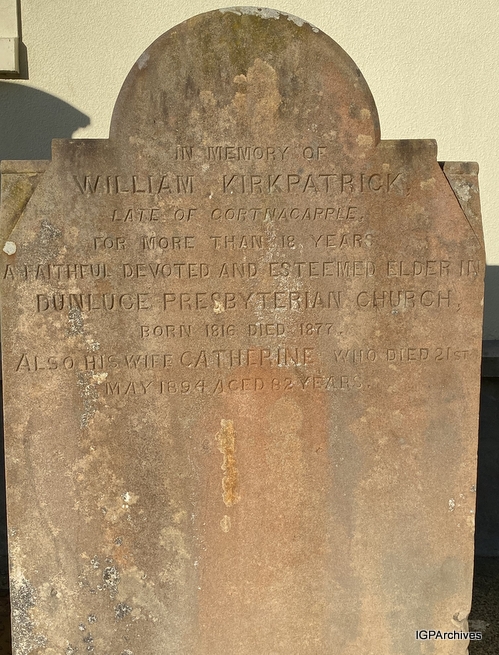 IN MEMORY OF
WILLIAM KIRKPATRICK,
LATE OF CORTNACAPPLE.
FOR MORE THAN 18 YEARS
A FAITHFUL DEVOTED AND ESTEEMED ELDER IN
DUNLUCE PRESBYTERIAN CHURCH,
BORN 1816 DIED 1877.
ALSO HIS WIFE CATHERINE, WHO DIED 21ST
MAY 1894 AGED 82 YEARS.
IGPArchives